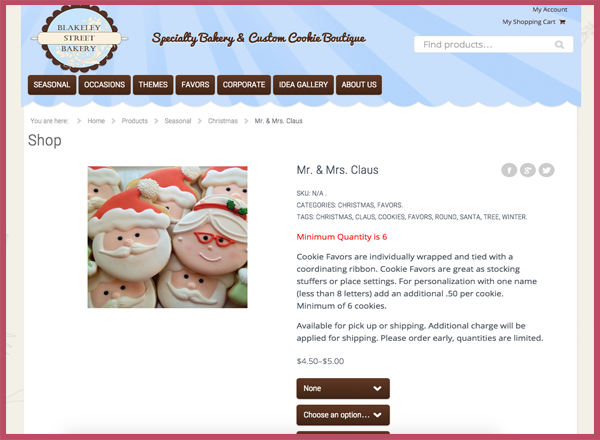 My Account
BLAKELEY
STREET
BAKERY
Specialty Bakery & Custom Cookie Boutique
My Shopping Cart
Find products...
SEASONAL OCCASIONS THEMES FAVORS CORPORATE IDEA GALLERY ABOUT US
You are here: > Home > Products > Seasonal > Christmas > Mr. & Mrs. Claus
Shop
Mr. & Mrs. Claus
SKU: N/A .
CATEGORIES: CHRISTMAS, FAVORS.
TAGS: CHRISTMAS, CLAUS, COOKIES, FAVORS, ROUND, SANTA, TREE, WINTER.
Minimum Quantity is 6
Cookie Favors are individually wrapped and tied with a
coordinating ribbon. Cookie Favors are great as stocking
stuffers or place settings. For personalization with one name
(less than 8 letters) add an additional .50 per cookie.
Minimum of 6 cookies.
Available for pick up or shipping. Additional charge will be
applied for shipping. Please order early, quantities are limited.
$4.50–$5.00
None
Choose an option...